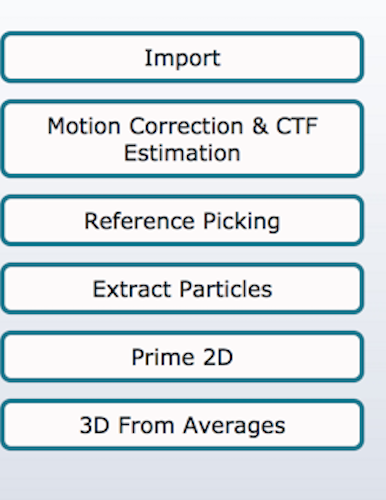 Import
Motion Correction & CTF
Estimation
Reference Picking
Extract Particles
Prime 2D
3D From Averages